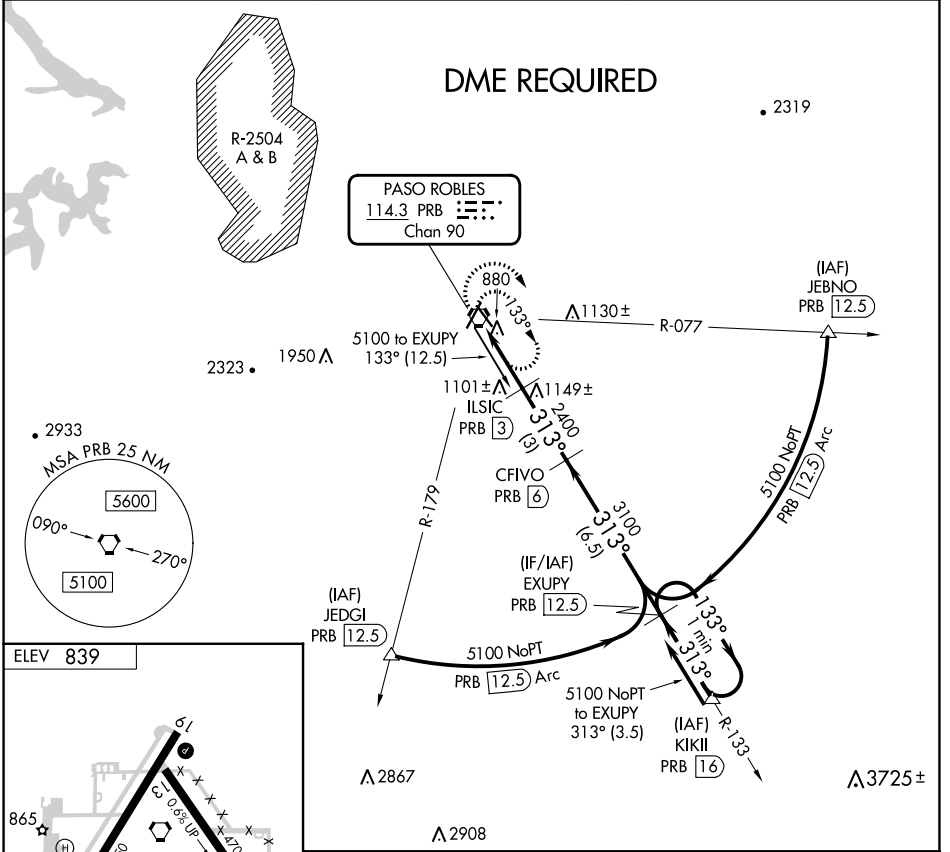 DME REQUIRED
2319
R-2504
A & B
PASO ROBLES
114.3 PRB
Chan 90
(IAF)
JEBNO
PRB 12.5
880
133°
1130±
R-077
5100 to EXUPY
133° (12.5)
1950
2323
1101±
1149±
ILSIC
PRB 3
2400
313°
(3)
2933
MSA PRB 25 NM
5600
090°
270°
5100
CFIVO
PRB 6
5100 NoPT
PRB 12.5 Arc
R-179
3100
313°
(6.5)
(IF/IAF)
EXUPY
PRB 12.5
(IAF)
JEDGI
PRB 12.5
133°
1 min
313°
5100 NoPT
PRB 12.5 Arc
5100 NoPT
to EXUPY
313° (3.5)
(IAF)
KIKII
PRB 16
R-133
ELEV 839
19
P
13
0.6% UP
470
865
H
2867
3725±
2908